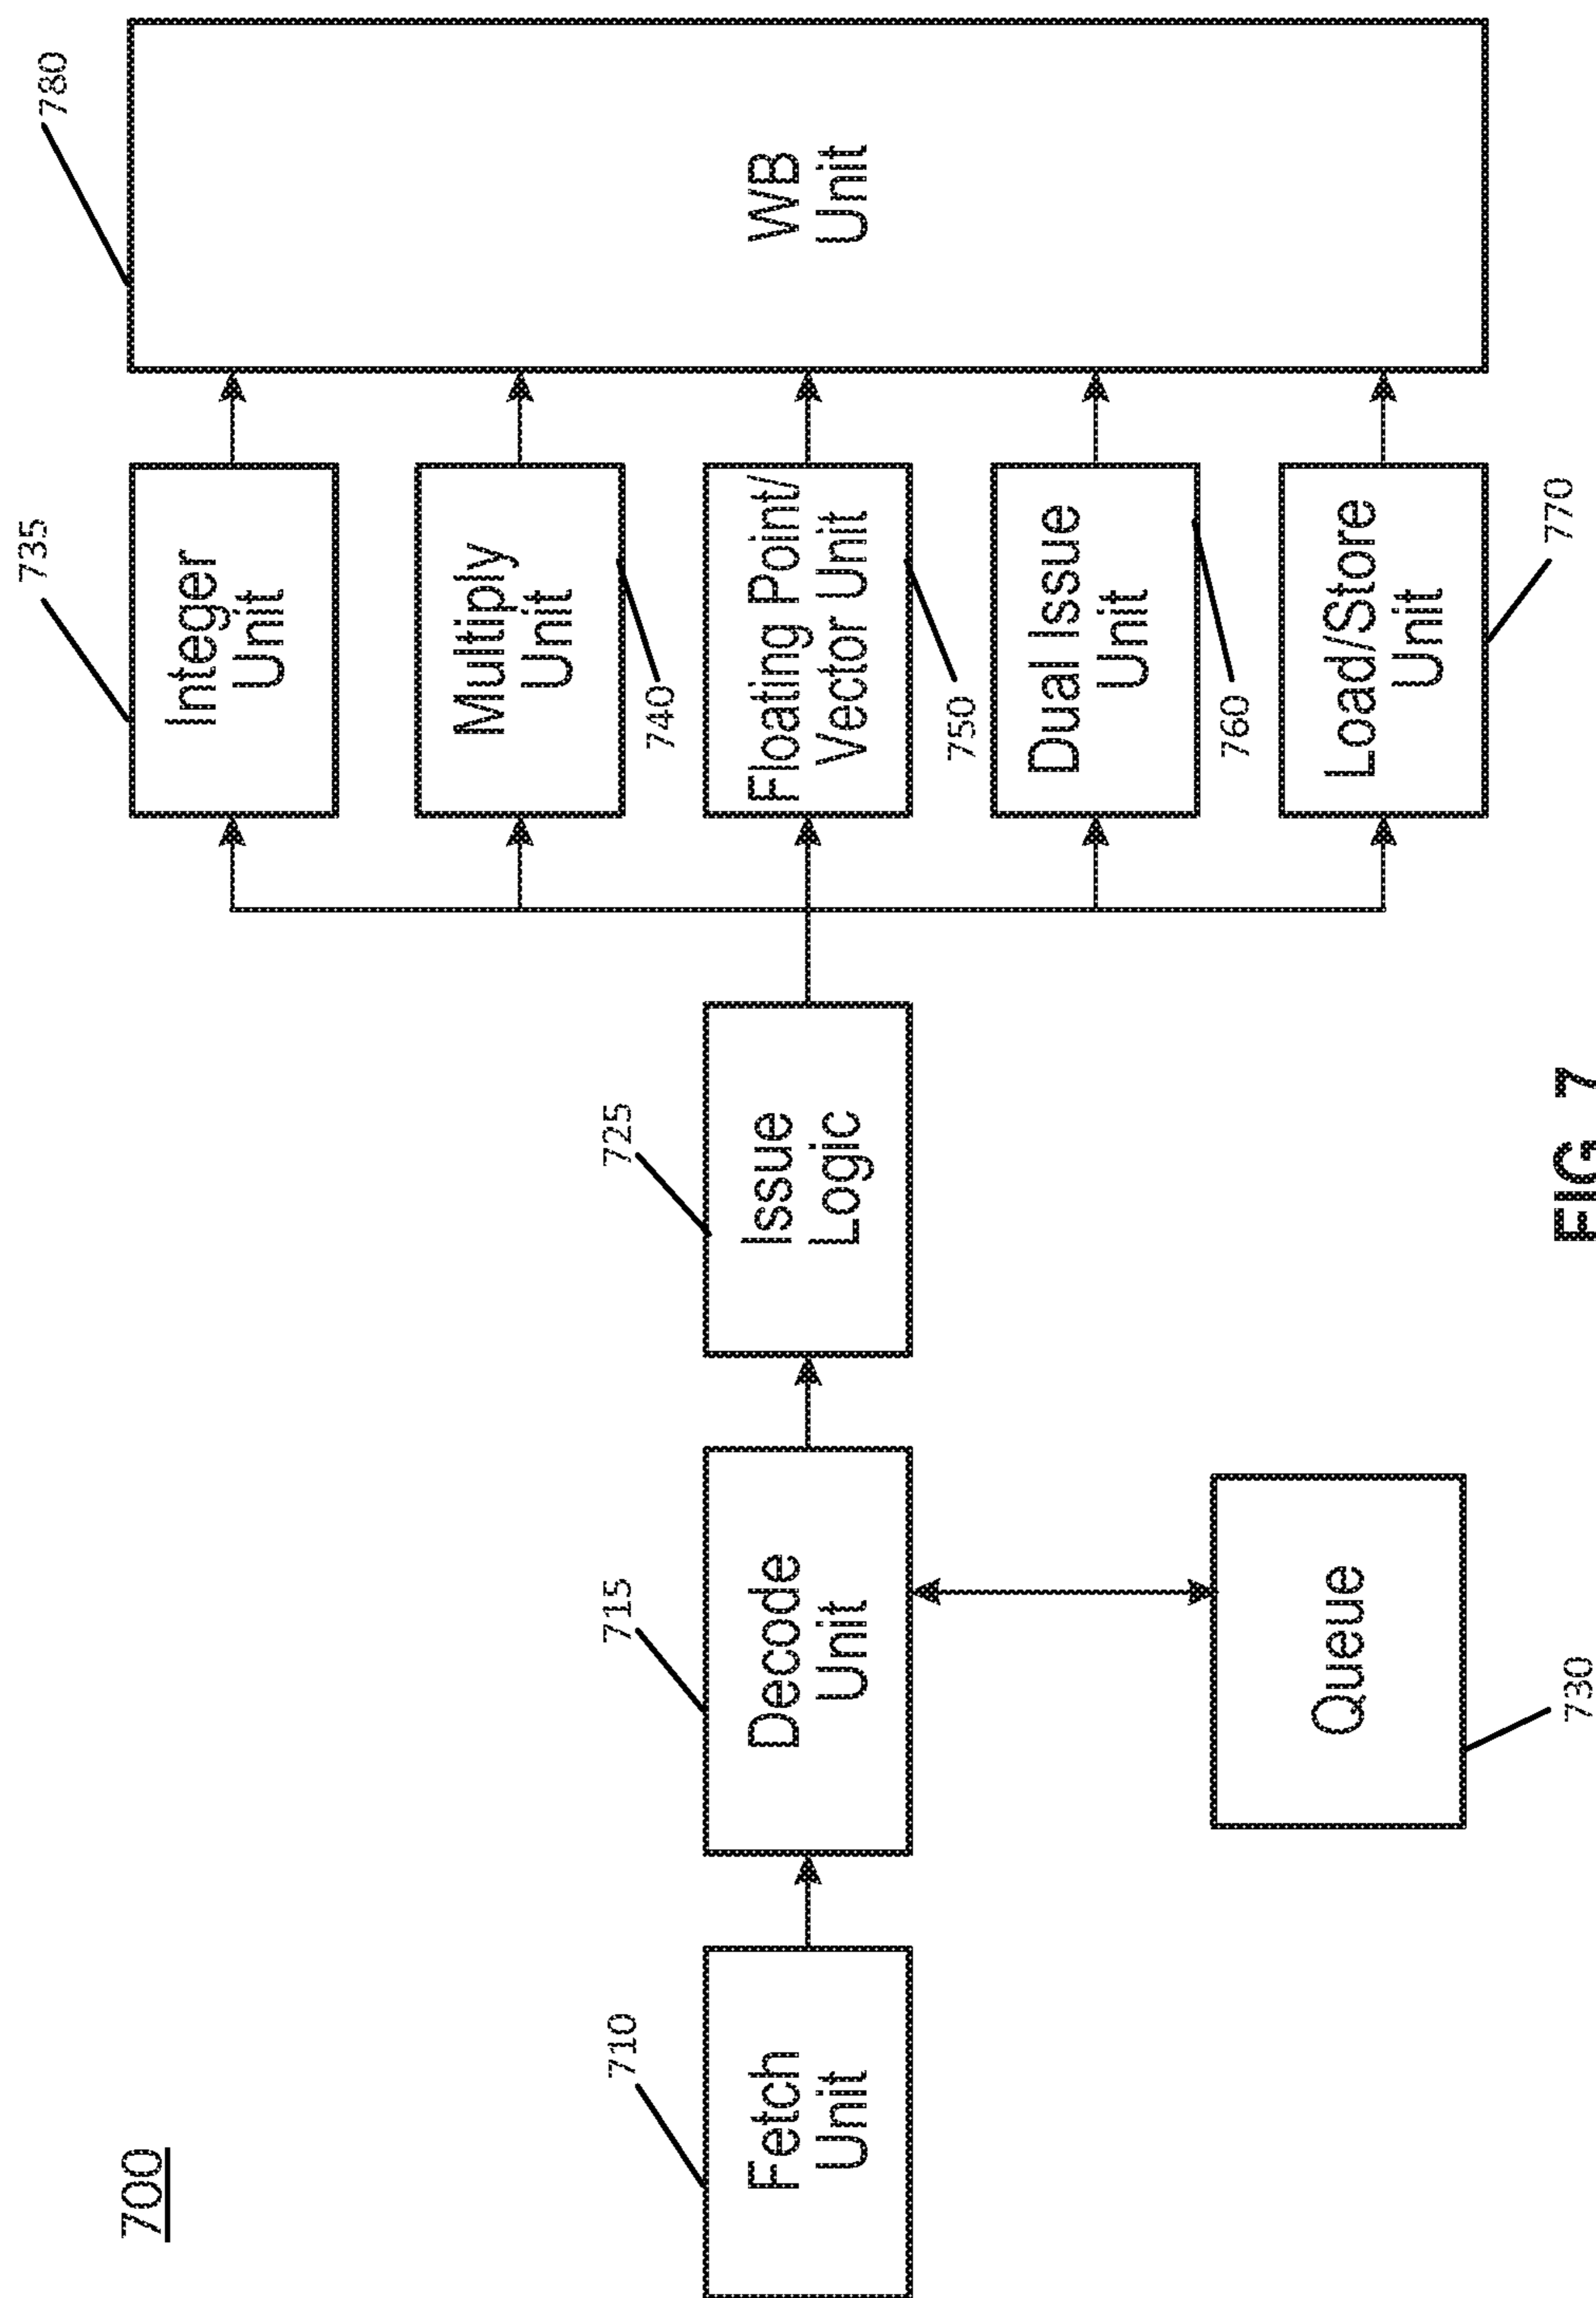 700
710
Fetch
Unit
715
Decode
Unit
Queue
730
725
Issue
Logic
735
Integer
Unit
Multiply
Unit
740
Floating Point/
Vector Unit
750
Dual Issue
Unit
760
Load/Store
Unit
770
780
WB
Unit
FIG. 7